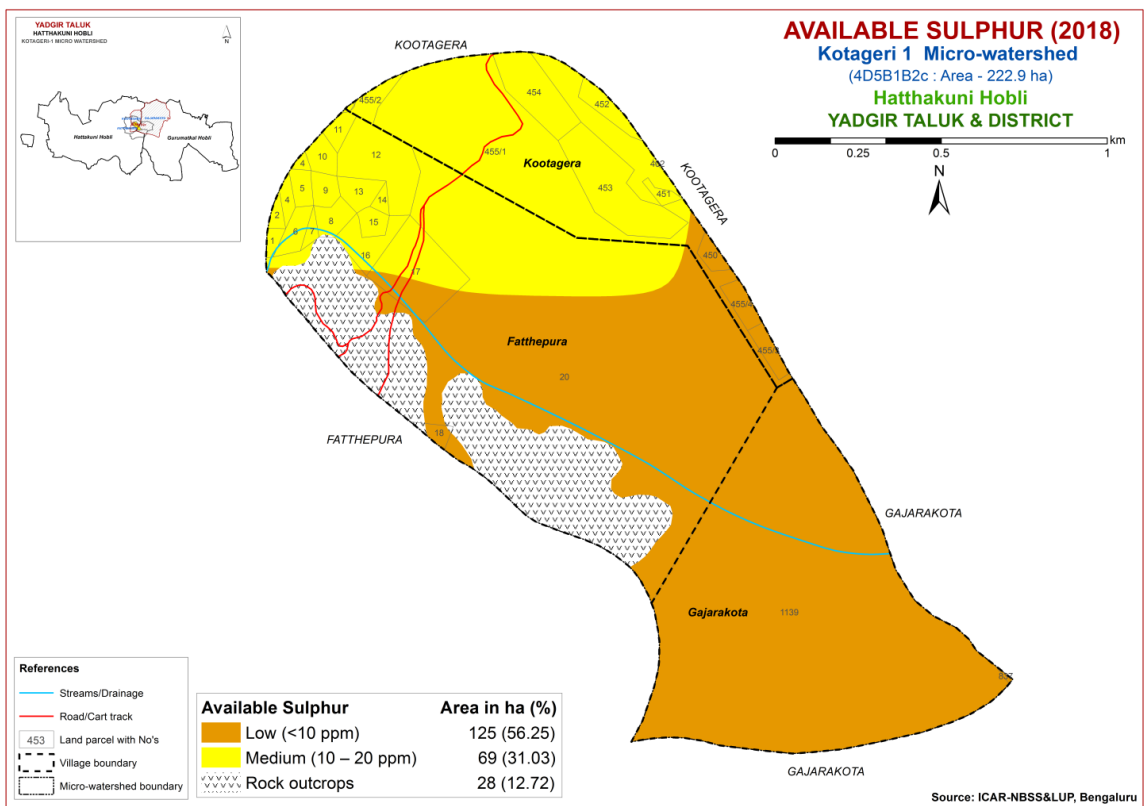 YADGIR TALUK
HATTHAKUNI HOBLI
KOTAGERI-1 MICRO WATERSHED
N
Hattakuni Hobli
Gurumatkal Hobli
AVAILABLE SULPHUR (2018)
Kotageri 1 Micro-watershed
(4D5B1B2c : Area - 222.9 ha)
Hatthakuni Hobli
YADGIR TALUK & DISTRICT
km
0 0.25 0.5 1
N
KOOTAGERA
455/2
454
452
11
455/1
10
12
Kootagera
4
462
5
9
13
453
451
4
14
KOOTAGERA
2
8
15
6
7
1
16
17
450
455/4
Fatthepura
455/3
20
18
FATTHEPURA
GAJARAKOTA
Gajarakota
1139
857
GAJARAKOTA
References
Streams/Drainage
Road/Cart track
453 Land parcel with No's
Village boundary
Micro-watershed boundary
Available Sulphur Area in ha (%)
Low (<10 ppm) 125 (56.25)
Medium (10 – 20 ppm) 69 (31.03)
Rock outcrops 28 (12.72)
Source: ICAR-NBSS&LUP, Bengaluru